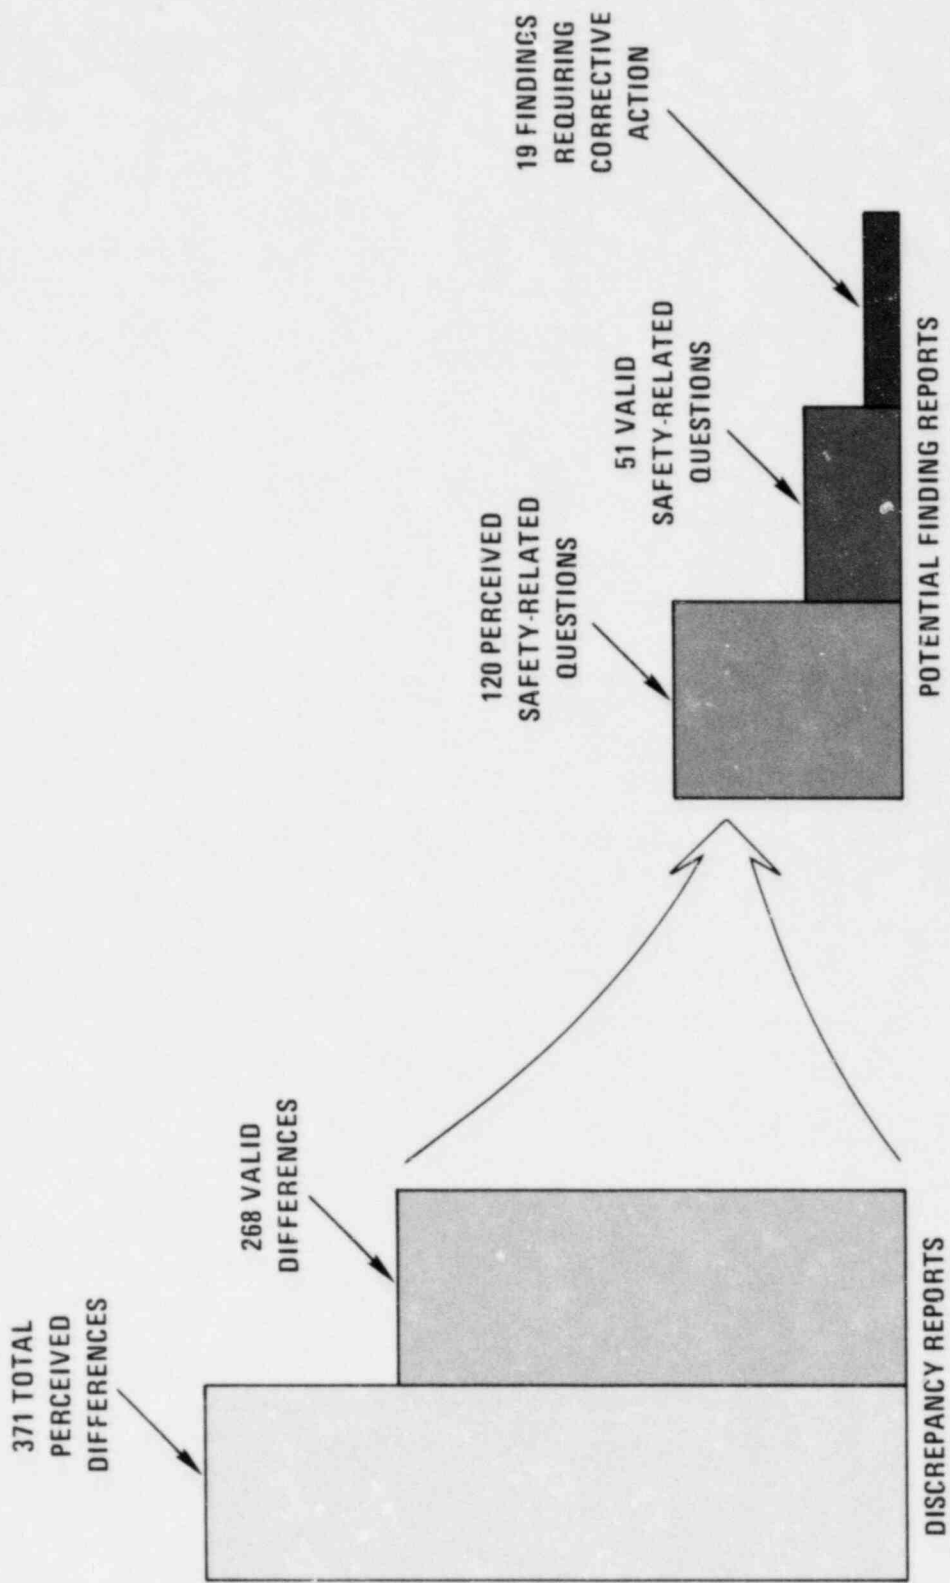 371 TOTAL
PERCEIVED
DIFFERENCES
268 VALID
DIFFERENCES
DISCREPANCY REPORTS
120 PERCEIVED
SAFETY-RELATED
QUESTIONS
51 VALID
SAFETY-RELATED
QUESTIONS
19 FINDINGS
REQUIRING
CORRECTIVE
ACTION
POTENTIAL FINDING REPORTS